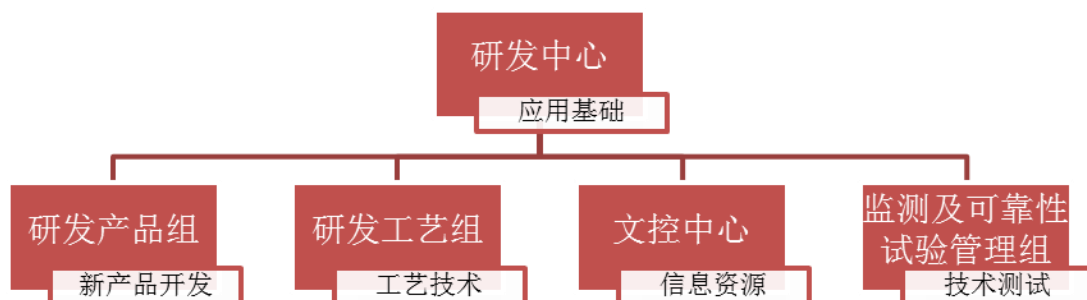 研发中心
应用基础
研发产品组
新产品开发
研发工艺组
工艺技术
文控中心
信息资源
监测及可靠性
试验管理组
技术测试